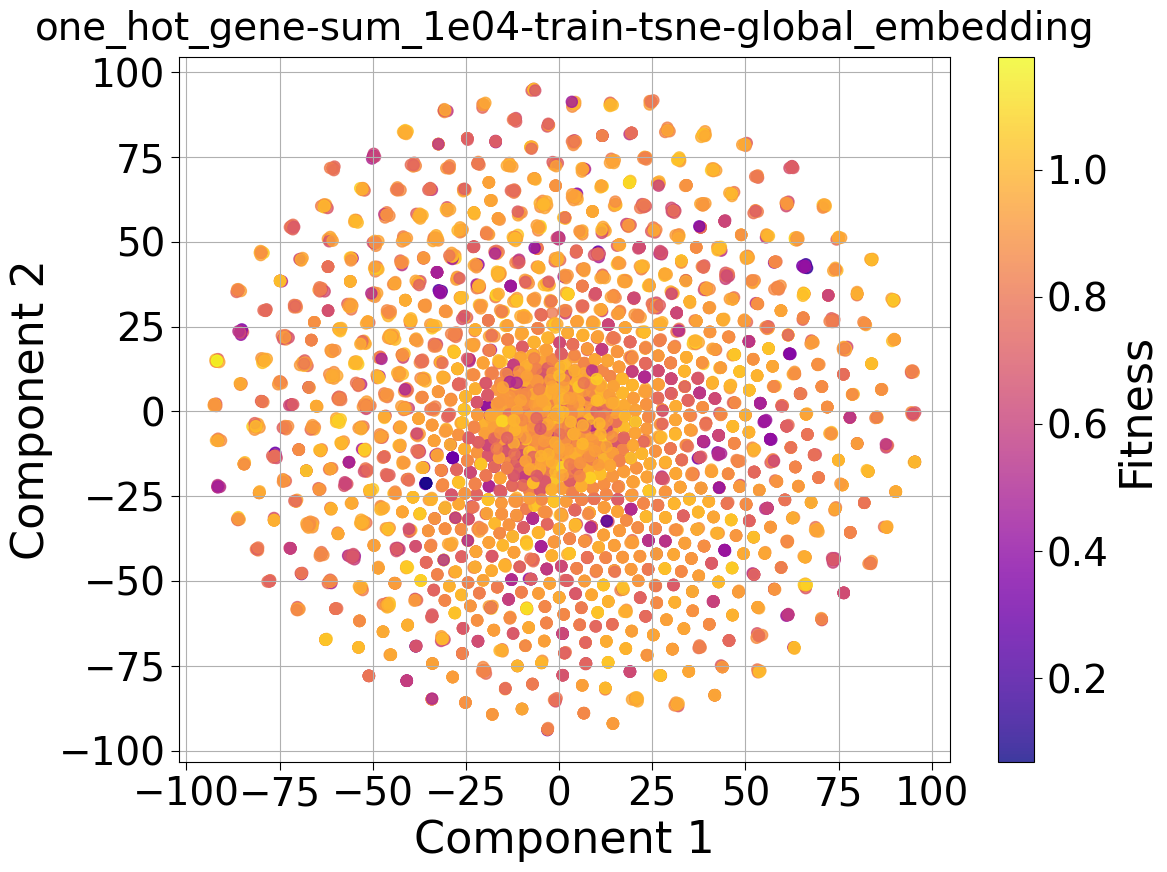 one_hot_gene-sum_1e04-train-tsne-global_embedding
100
75
50
25
0
−25
−50
−75
−100
Component 2
−100 −75 −50 −25 0 25 50 75 100
Component 1
1.0
0.8
0.6
0.4
0.2
Fitness